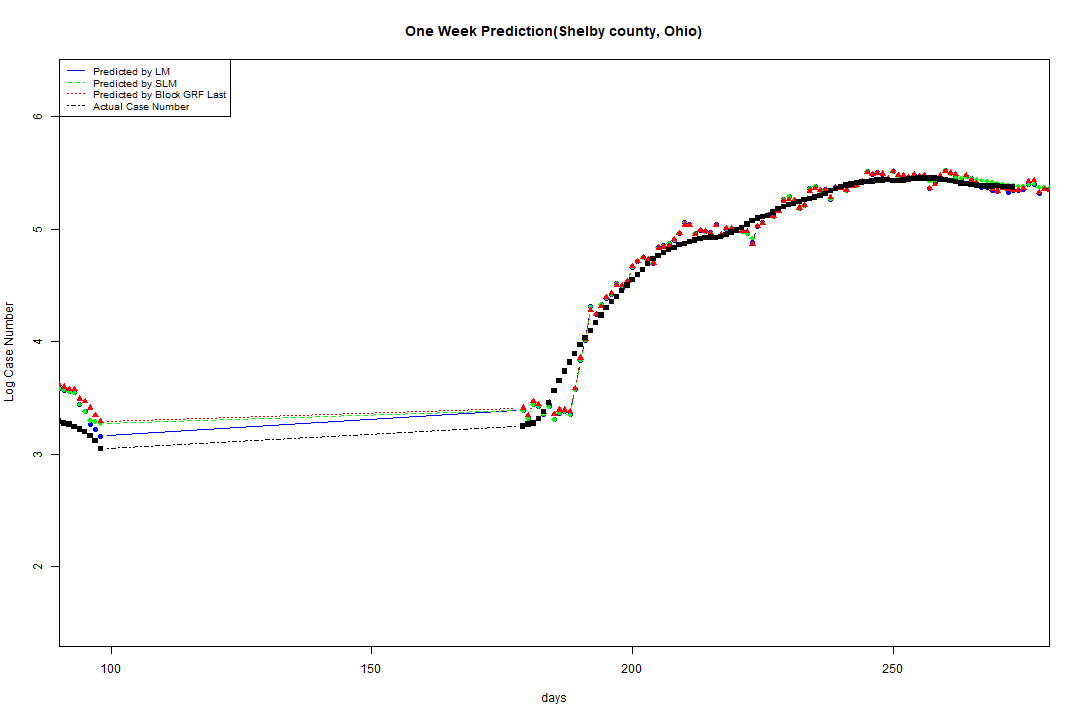 One Week Prediction(Shelby county, Ohio)
Predicted by LM
Predicted by SLM
Predicted by Block GRF Last
Actual Case Number
6
5
4
3
2
Log Case Number
100 150 200 250
days